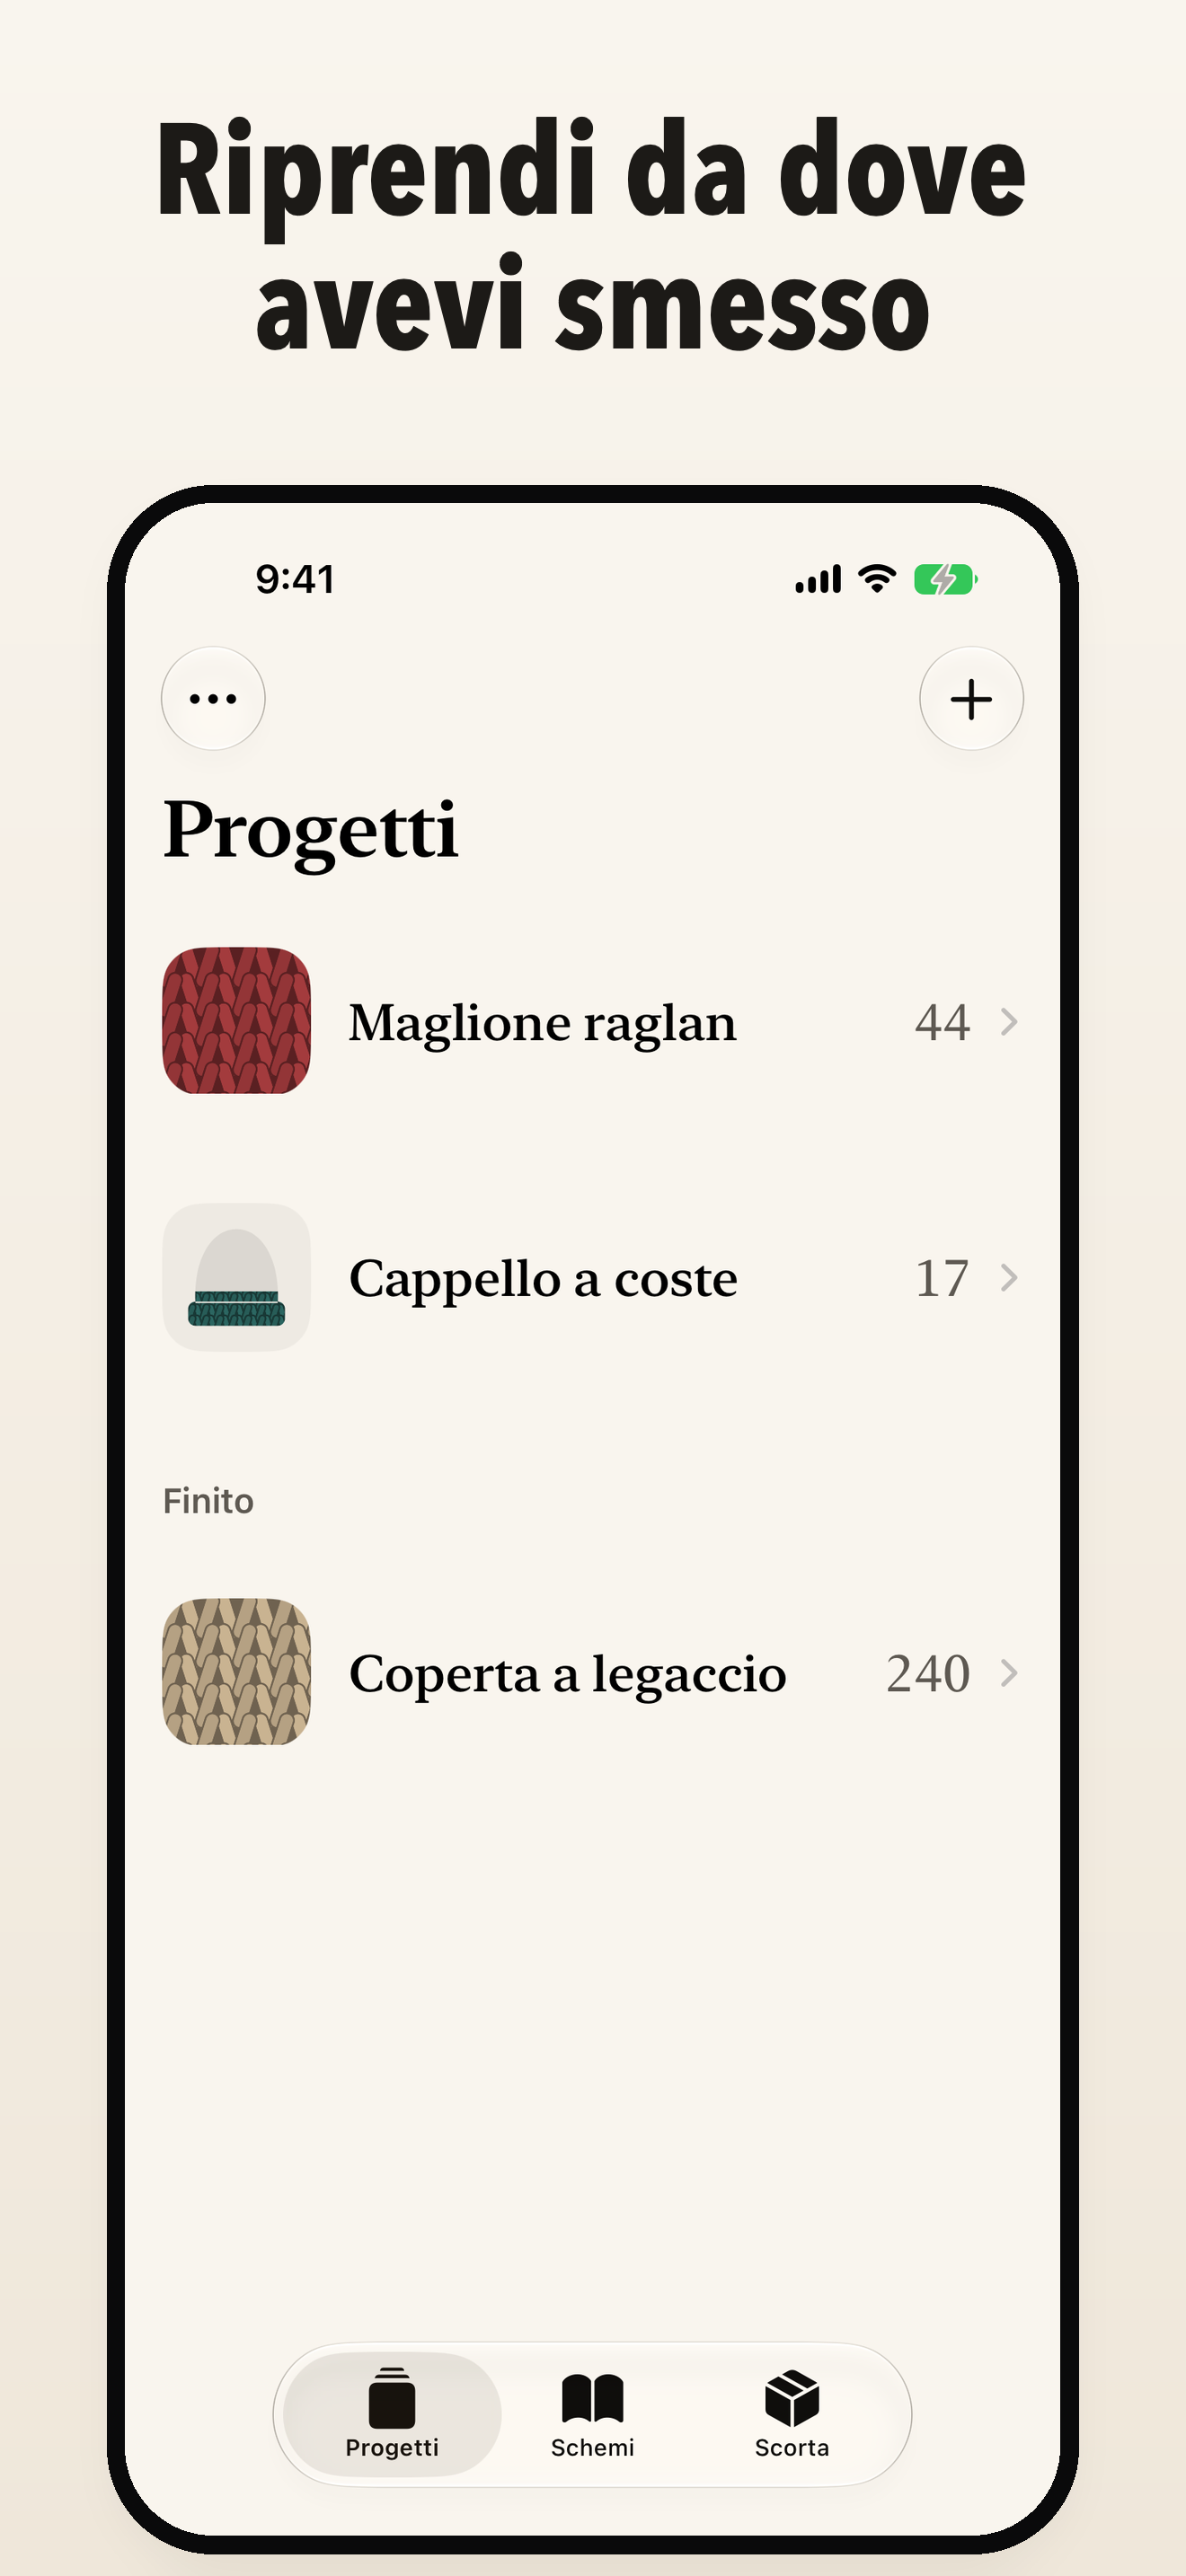 Riprendi da dove
avevi smesso
9:41
Progetti
Maglione raglan 44
Cappello a coste 17
Finito
Coperta a legaccio 240
Progetti Schemi Scorta